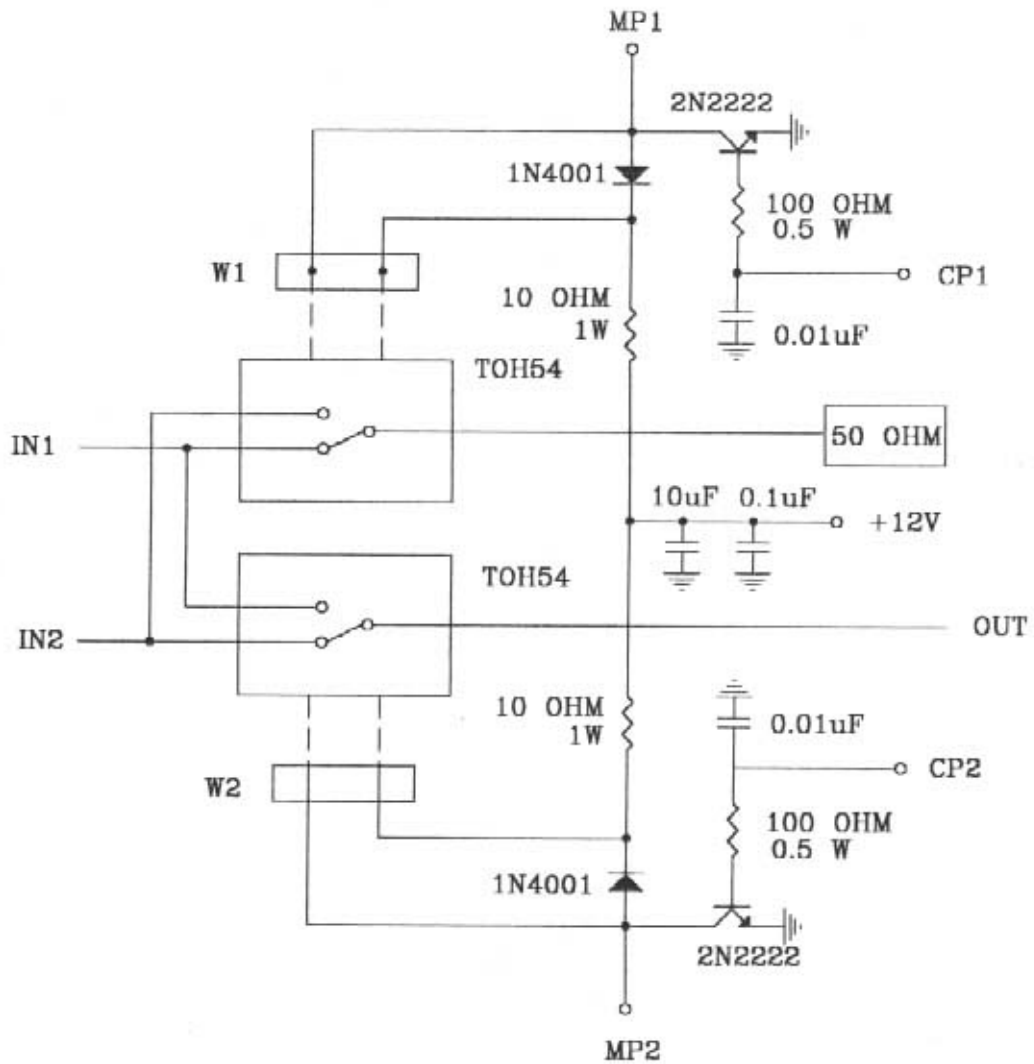 MP1
2N2222
1N4001
100 OHM
0.5 W
W1
CP1
10 OHM
1W
0.01uF
TOH54
IN1
50 OHM
10uF
0.1uF
+12V
TOH54
IN2
OUT
10 OHM
1W
0.01uF
W2
CP2
100 OHM
0.5 W
1N4001
2N2222
MP2